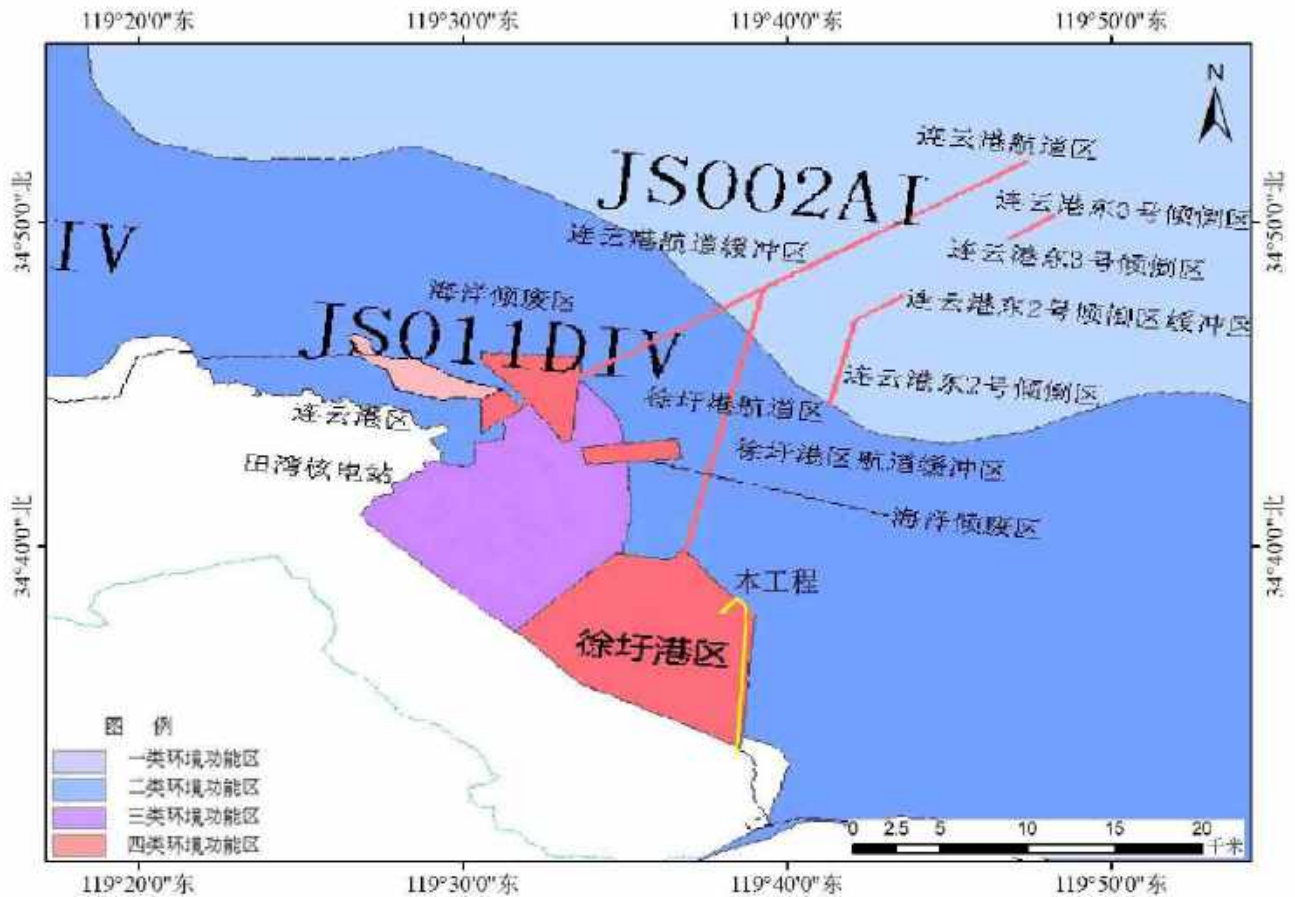 119°20'0"东
119°30'0"东
119°40'0"东
119°50'0"东
N
连云港航道区
JS002AI
连云港东3号倾倒区
34°50'0"北
34°50'0"北
连云港航道缓冲区
IV
连云港东3号倾倒区
海洋倾废区
连云港东2号倾倒区缓冲区
JS011DIV
连云港东2号倾倒区
连云港区
徐圩港航道区
田湾核电站
徐圩港区航道缓冲区
海洋倾废区
34°40'0"北
34°40'0"北
本工程
徐圩港区
图 例
一类环境功能区
二类环境功能区
三类环境功能区
四类环境功能区
0 2.5 5 10 15 20
千米
119°20'0"东
119°30'0"东
119°40'0"东
119°50'0"东